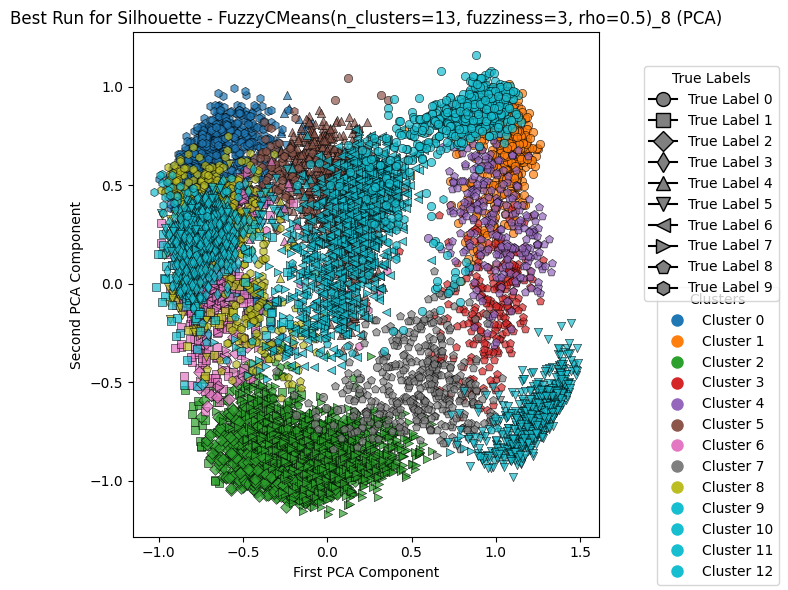 Best Run for Silhouette - FuzzyCMeans(n_clusters=13, fuzziness=3, rho=0.5)_8 (PCA)
Second PCA Component
1.0
0.5
0.0
−0.5
−1.0
−1.0
−0.5
0.0
0.5
1.0
1.5
First PCA Component
True Labels
True Label 0
True Label 1
True Label 2
True Label 3
True Label 4
True Label 5
True Label 6
True Label 7
True Label 8
True Label 9
Clusters
Cluster 0
Cluster 1
Cluster 2
Cluster 3
Cluster 4
Cluster 5
Cluster 6
Cluster 7
Cluster 8
Cluster 9
Cluster 10
Cluster 11
Cluster 12